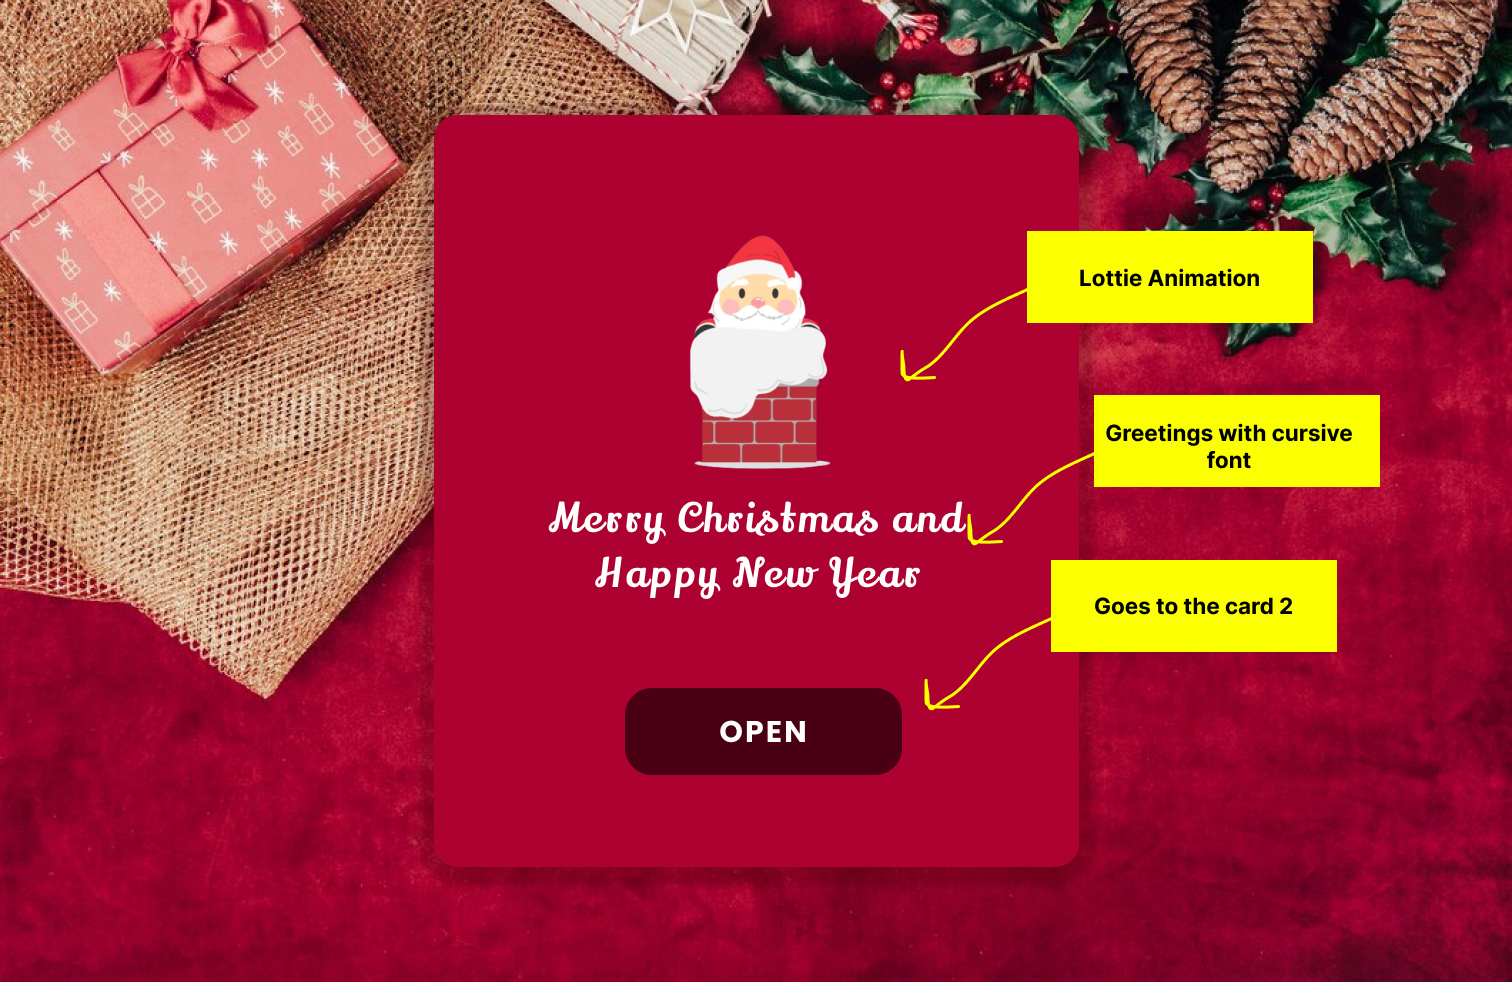 Lottie Animation
Greetings with cursive
font
Merry Christmas and
Happy New Year
Goes to the card 2
OPEN